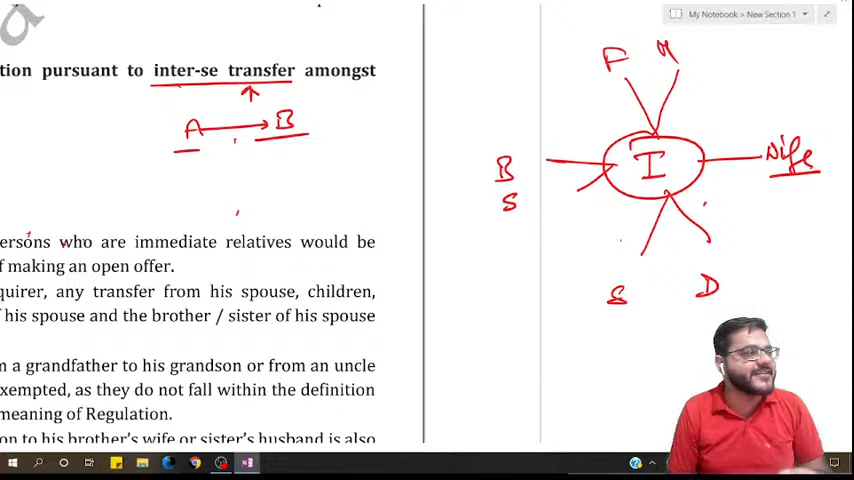 My Notebook > New Section 1
tion pursuant to inter-se transfer amongst
A → B
ersons who are immediate relatives would be
f making an open offer.
quirer, any transfer from his spouse, children,
f his spouse and the brother / sister of his spouse
m a grandfather to his grandson or from an uncle
exempted, as they do not fall within the definition
meaning of Regulation.
on to his brother's wife or sister's husband is also
F M
B I Wife
S
S D